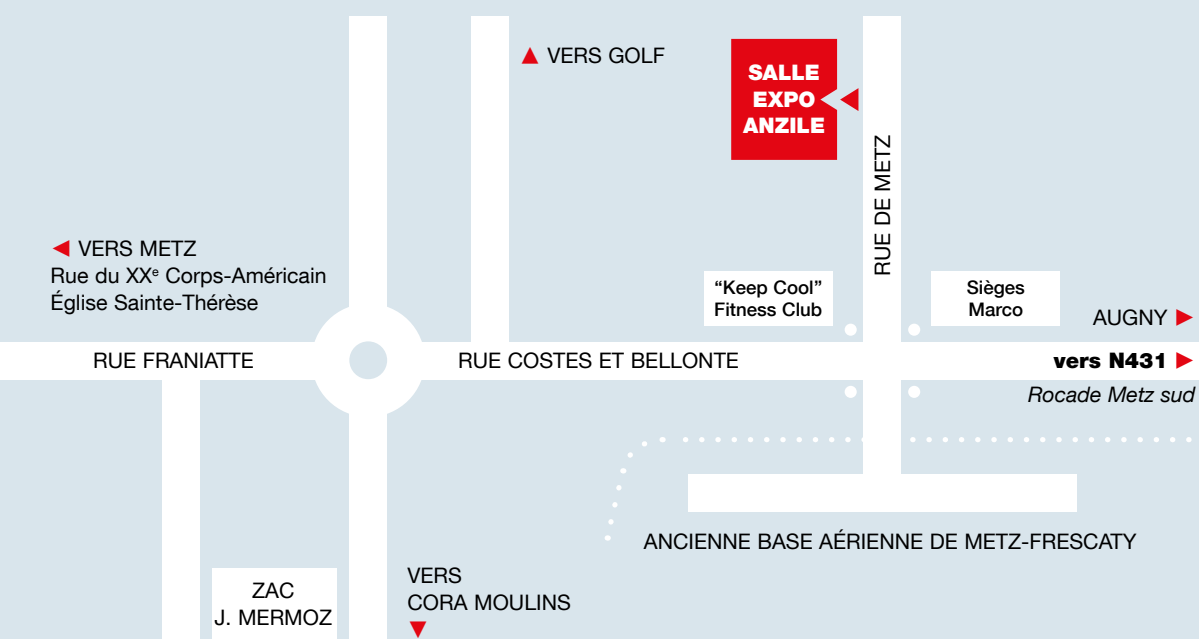 VERS GOLF
SALLE
EXPO
ANZILE
RUE DE METZ
VERS METZ
Rue du XXᵉ Corps-Américain
Église Sainte-Thérèse
“Keep Cool”
Fitness Club
Sièges
Marco
AUGNY
RUE FRANIATTE
RUE COSTES ET BELLONTE
vers N431
Rocade Metz sud
ANCIENNE BASE AÉRIENNE DE METZ-FRESCATY
ZAC
J. MERMOZ
VERS
CORA MOULINS